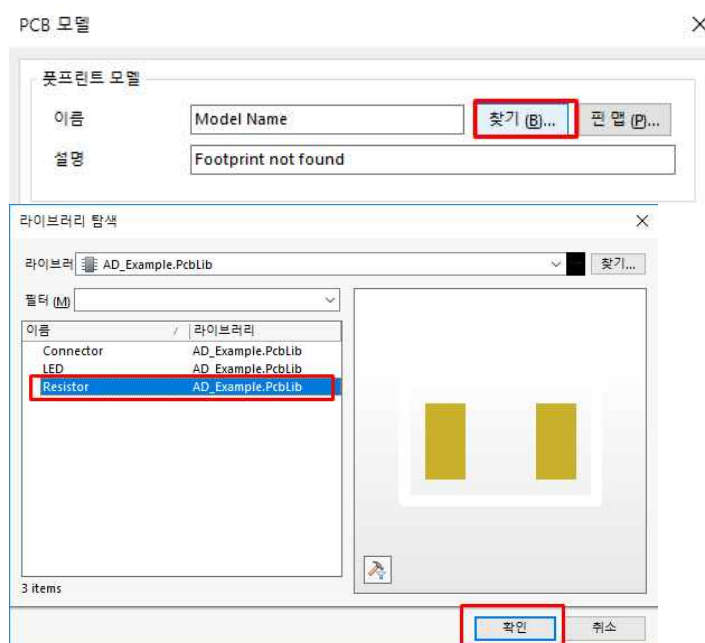 PCB 모델
풋프린트 모델
이름 Model Name 찾기 (B)... 핀 맵 (P)...
설명 Footprint not found
라이브러리 탐색
라이브러 AD_Example.PcbLib 찾기...
필터 (M)
이름 / 라이브러리
Connector AD_Example.PcbLib
LED AD_Example.PcbLib
Resistor AD_Example.PcbLib
3 items
확인 취소